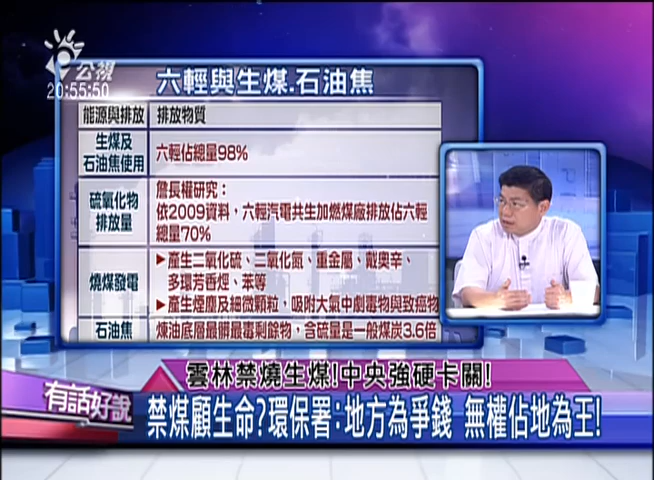 公視
20:55:50
六輕與生煤.石油焦
能源與排放 排放物質
生煤及
石油焦使用
六輕佔總量98%
硫氧化物
排放量
詹長權研究：
依2009資料，六輕汽電共生加燃煤廠排放佔六輕
總量70%
燒煤發電
▶產生二氧化硫、二氧化氮、重金屬、戴奧辛、
多環芳香烴、苯等
▶產生煙塵及細微顆粒，吸附大氣中劇毒物與致癌物
石油焦
煉油底層最髒最毒剩餘物，含硫量是一般煤炭3.6倍
雲林禁燒生煤!中央強硬卡關!
有話好說
禁煤顧生命?環保署:地方為爭錢 無權佔地為王!